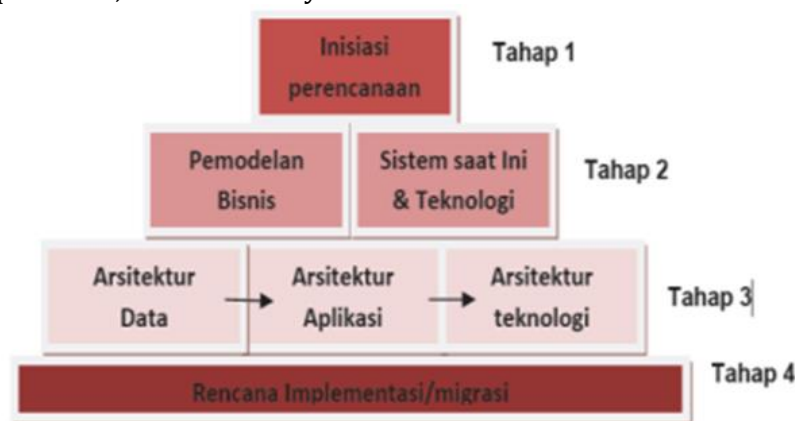 Inisiasi
perencanaan
Tahap 1
Pemodelan
Bisnis
Sistem saat Ini
& Teknologi
Tahap 2
Arsitektur
Data
Arsitektur
Aplikasi
Arsitektur
teknologi
Tahap 3
Rencana Implementasi/migrasi
Tahap 4